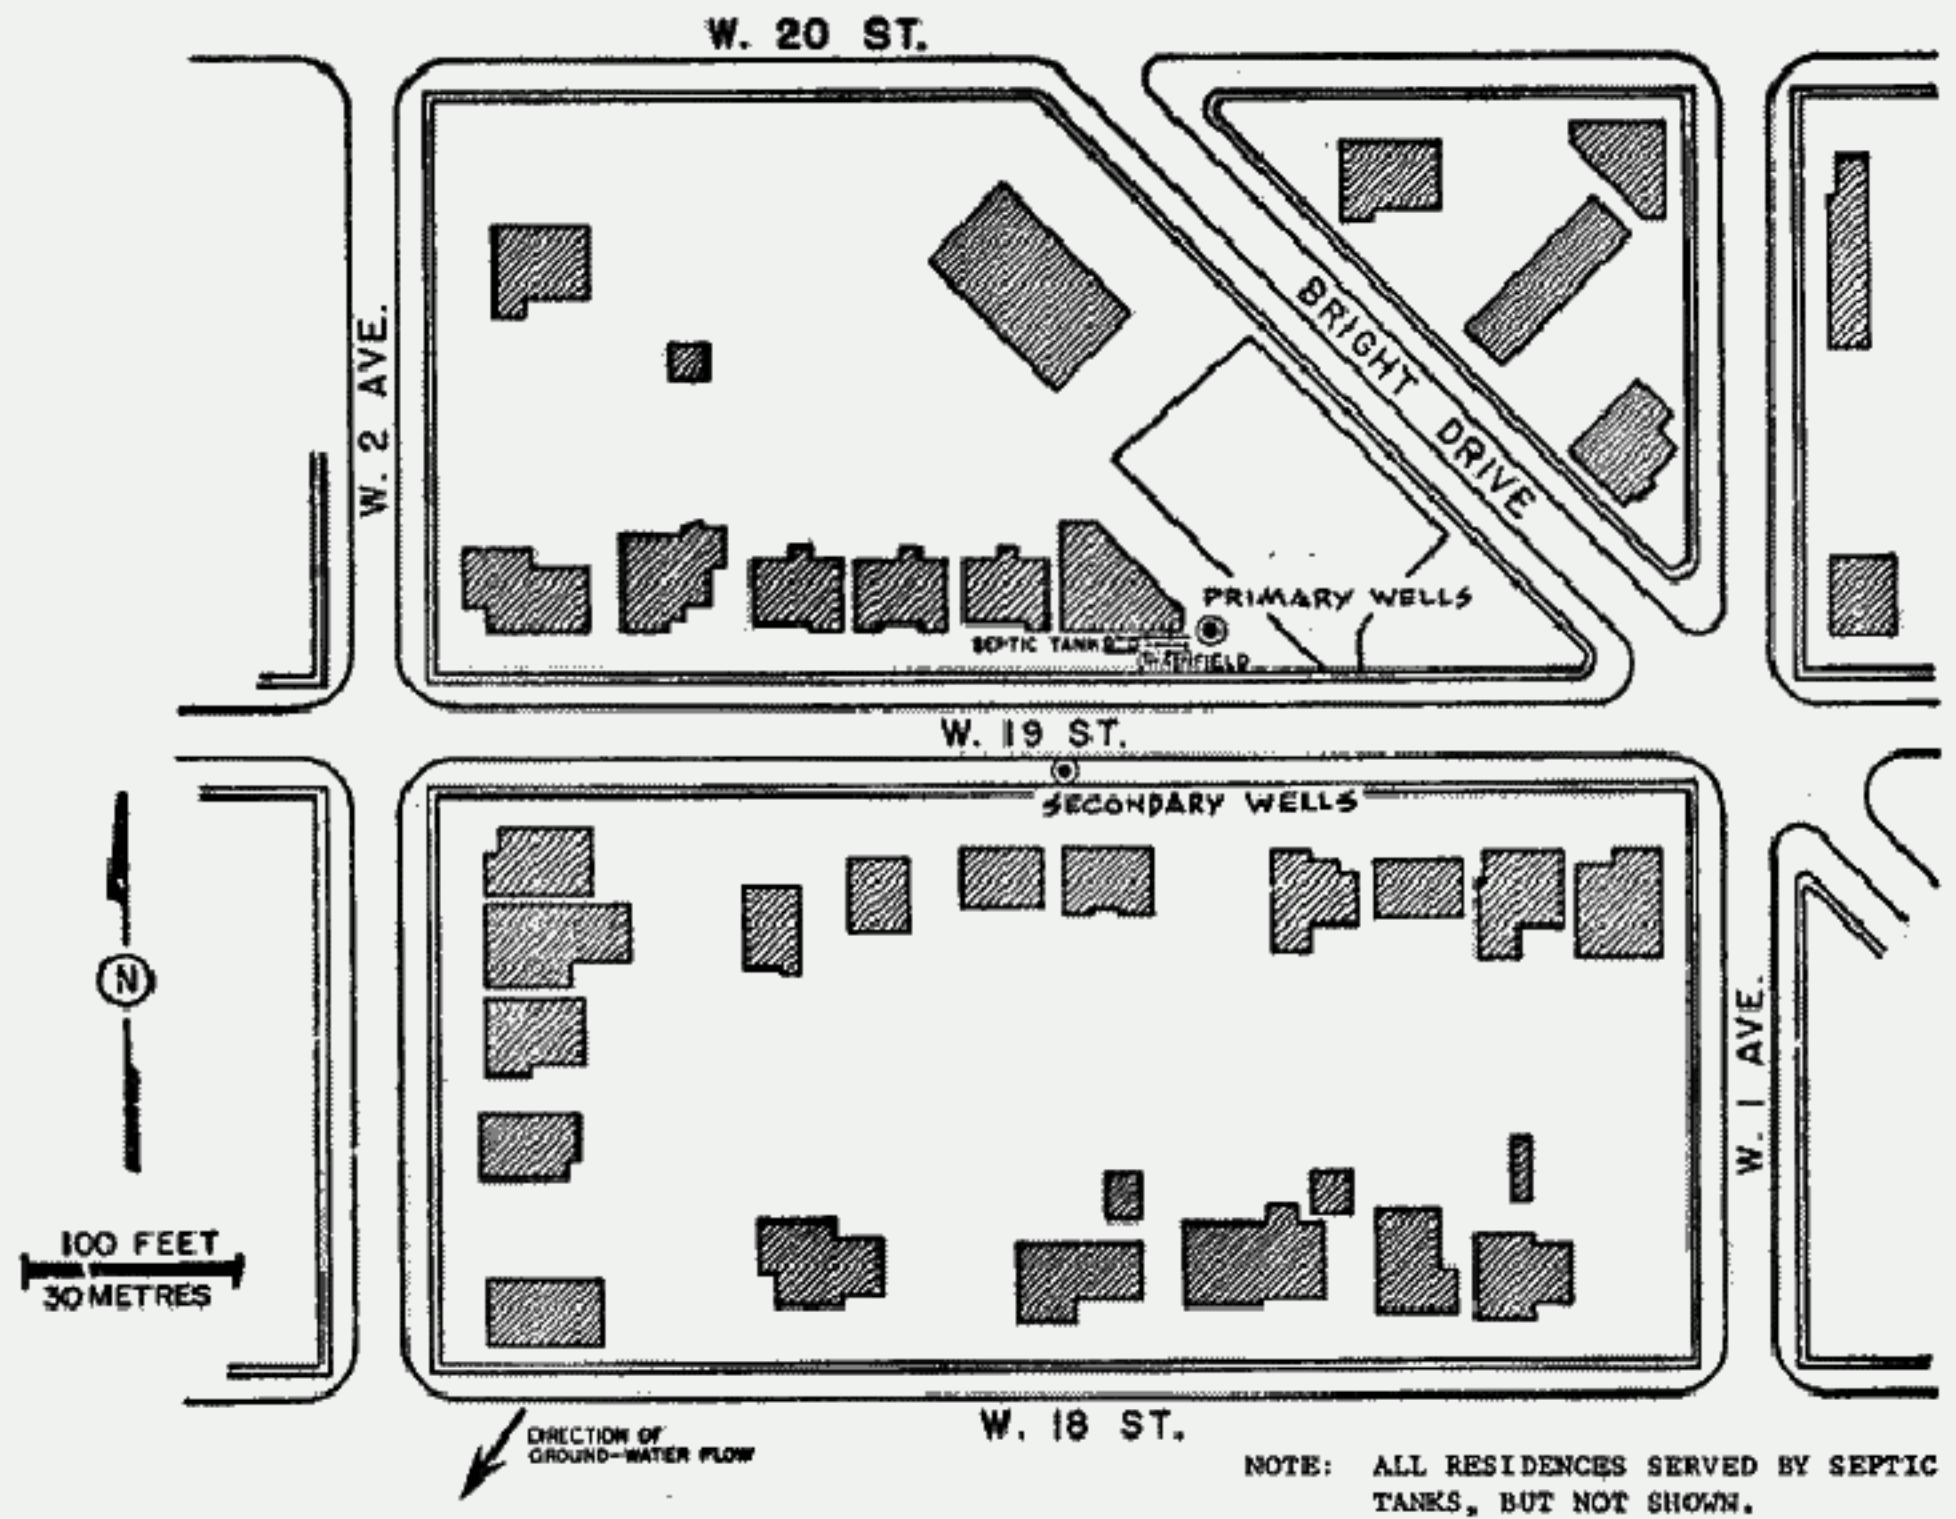 W. 20 ST.
W. 2 AVE.
BRIGHT DRIVE
PRIMARY WELLS
SEPTIC TANK
DRAINFIELD
W. 19 ST.
SECONDARY WELLS
N
W. 1 AVE.
100 FEET
30 METRES
W. 18 ST.
DIRECTION OF
GROUND-WATER FLOW
NOTE: ALL RESIDENCES SERVED BY SEPTIC
TANKS, BUT NOT SHOWN.